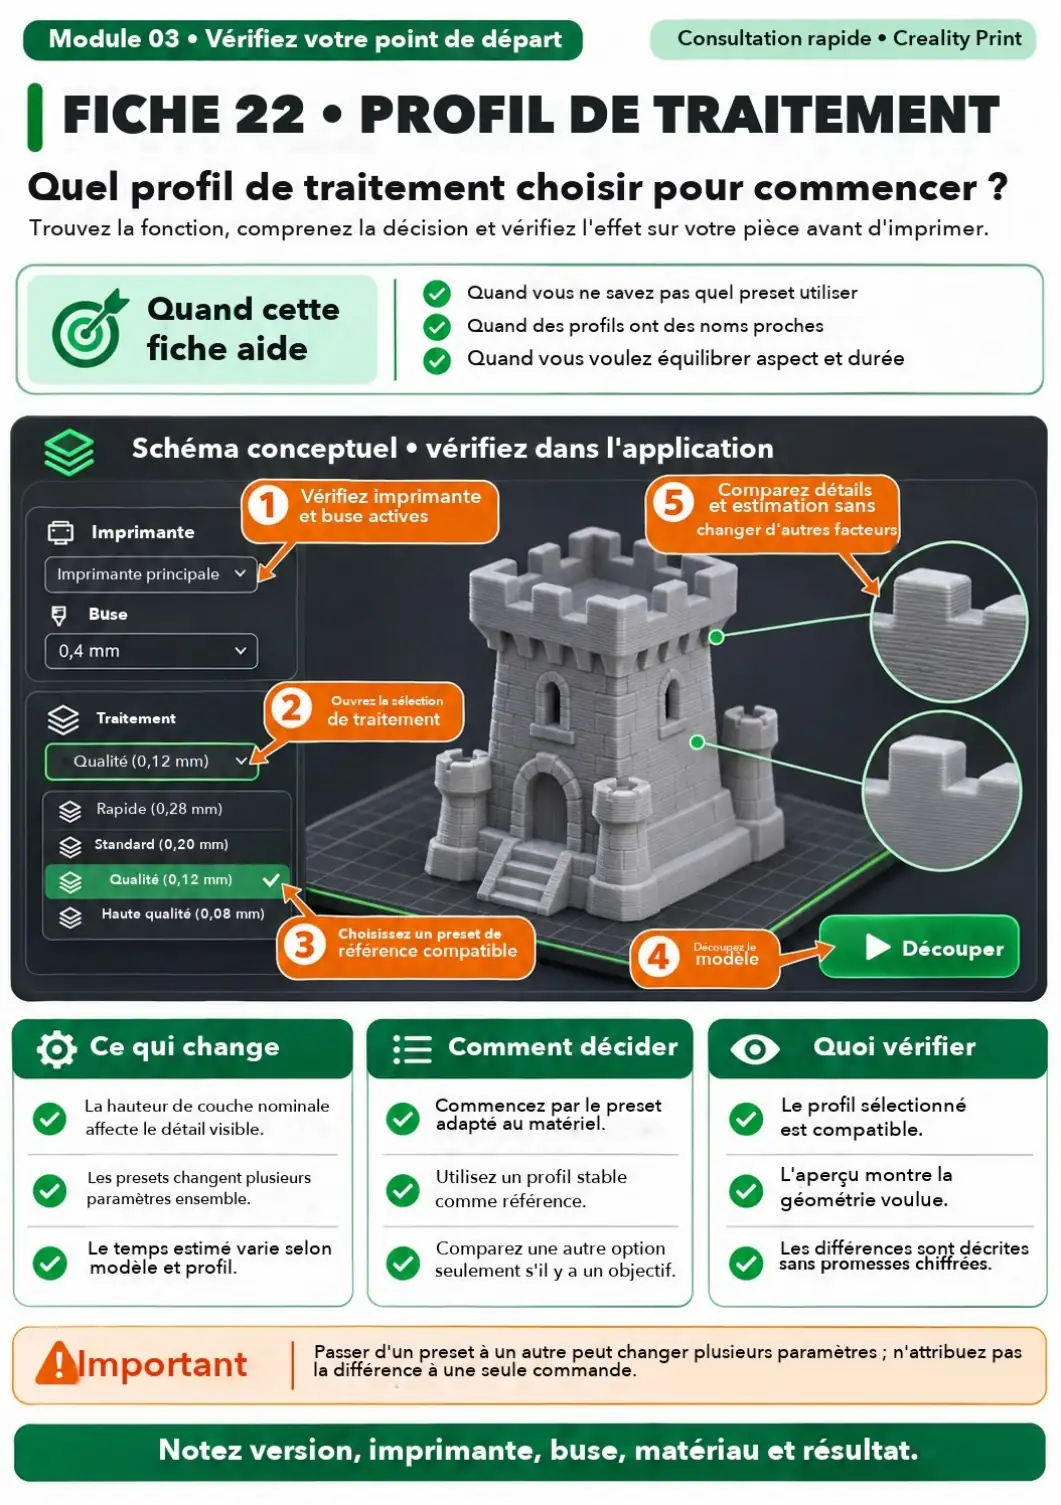 Module 03 • Vérifiez votre point de départ
Consultation rapide • Creality Print
FICHE 22 • PROFIL DE TRAITEMENT
Quel profil de traitement choisir pour commencer ?
Trouvez la fonction, comprenez la décision et vérifiez l'effet sur votre pièce avant d'imprimer.
Quand cette
fiche aide
Quand vous ne savez pas quel preset utiliser
Quand des profils ont des noms proches
Quand vous voulez équilibrer aspect et durée
Schéma conceptuel • vérifiez dans l'application
1
Vérifiez imprimante
et buse actives
5
Comparez détails
et estimation sans
changer d'autres facteurs
Imprimante
Imprimante principale
Buse
0,4 mm
2
Ouvrez la sélection
de traitement
Traitement
Qualité (0,12 mm)
Rapide (0,28 mm)
Standard (0,20 mm)
Qualité (0,12 mm)
Haute qualité (0,08 mm)
3
Choisissez un preset de
référence compatible
4
Découpez le
modèle
Découper
Ce qui change
La hauteur de couche nominale
affecte le détail visible.
Les presets changent plusieurs
paramètres ensemble.
Le temps estimé varie selon
modèle et profil.
Comment décider
Commencez par le preset
adapté au matériel.
Utilisez un profil stable
comme référence.
Comparez une autre option
seulement s'il y a un objectif.
Quoi vérifier
Le profil sélectionné
est compatible.
L'aperçu montre la
géométrie voulue.
Les différences sont décrites
sans promesses chiffrées.
Important
Passer d'un preset à un autre peut changer plusieurs paramètres ; n'attribuez pas
la différence à une seule commande.
Notez version, imprimante, buse, matériau et résultat.